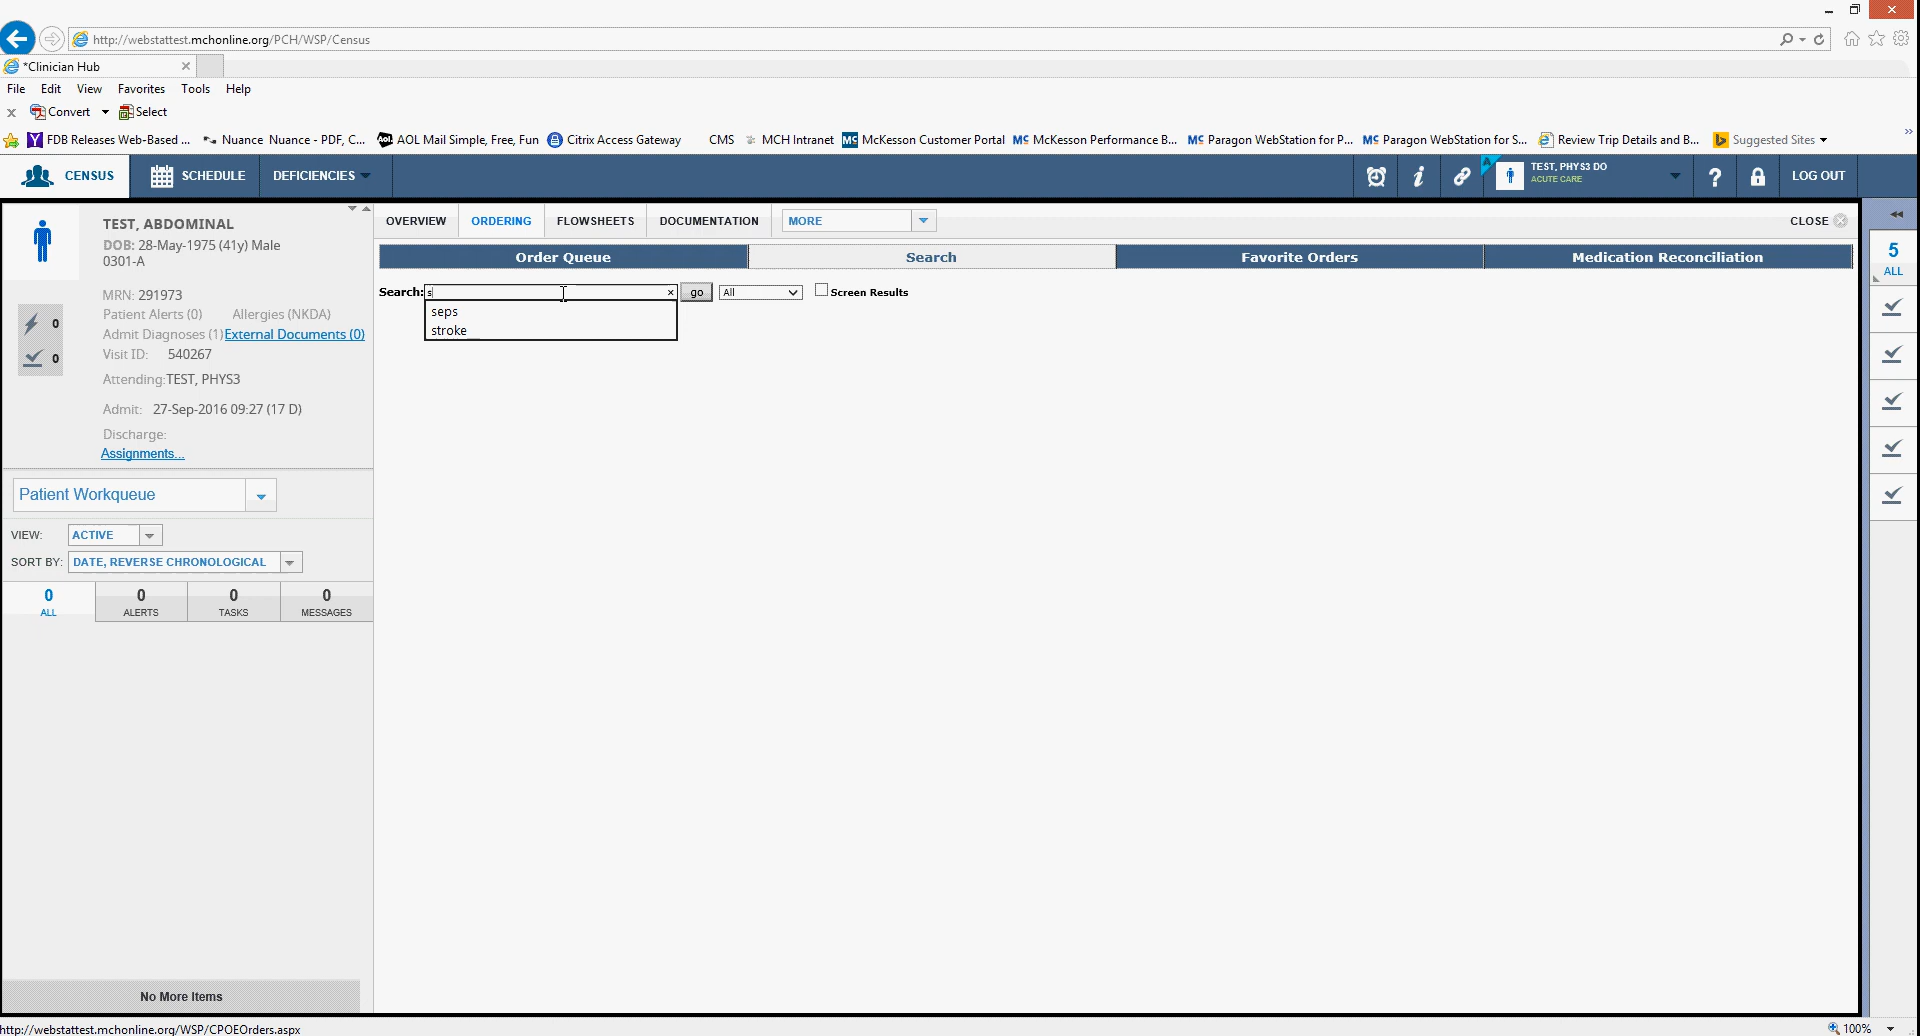 http://webstattest.mchonline.org/PCH/WSP/Census
*Clinician Hub
File Edit View Favorites Tools Help
x Convert Select
FDB Releases Web-Based ... Nuance Nuance - PDF, C... AOL Mail Simple, Free, Fun Citrix Access Gateway CMS MCH Intranet McKesson Customer Portal McKesson Performance B... Paragon WebStation for P... Paragon WebStation for S... Review Trip Details and B... Suggested Sites
CENSUS SCHEDULE DEFICIENCIES TEST, PHYS3 DO LOG OUT
ACUTE CARE
TEST, ABDOMINAL
DOB: 28-May-1975 (41y) Male
0301-A
MRN: 291973
Patient Alerts (0) Allergies (NKDA)
0
Admit Diagnoses (1) External Documents (0)
Visit ID: 540267
0
Attending: TEST, PHYS3
Admit: 27-Sep-2016 09:27 (17 D)
Discharge:
Assignments...
Patient Workqueue
VIEW: ACTIVE
SORT BY: DATE, REVERSE CHRONOLOGICAL
0 0 0 0
ALL ALERTS TASKS MESSAGES
No More Items
OVERVIEW ORDERING FLOWSHEETS DOCUMENTATION MORE CLOSE
Order Queue Search Favorite Orders Medication Reconciliation
Search: s go All Screen Results
seps
stroke
5
ALL
http://webstattest.mchonline.org/WSP/CPOEOrders.aspx
100%